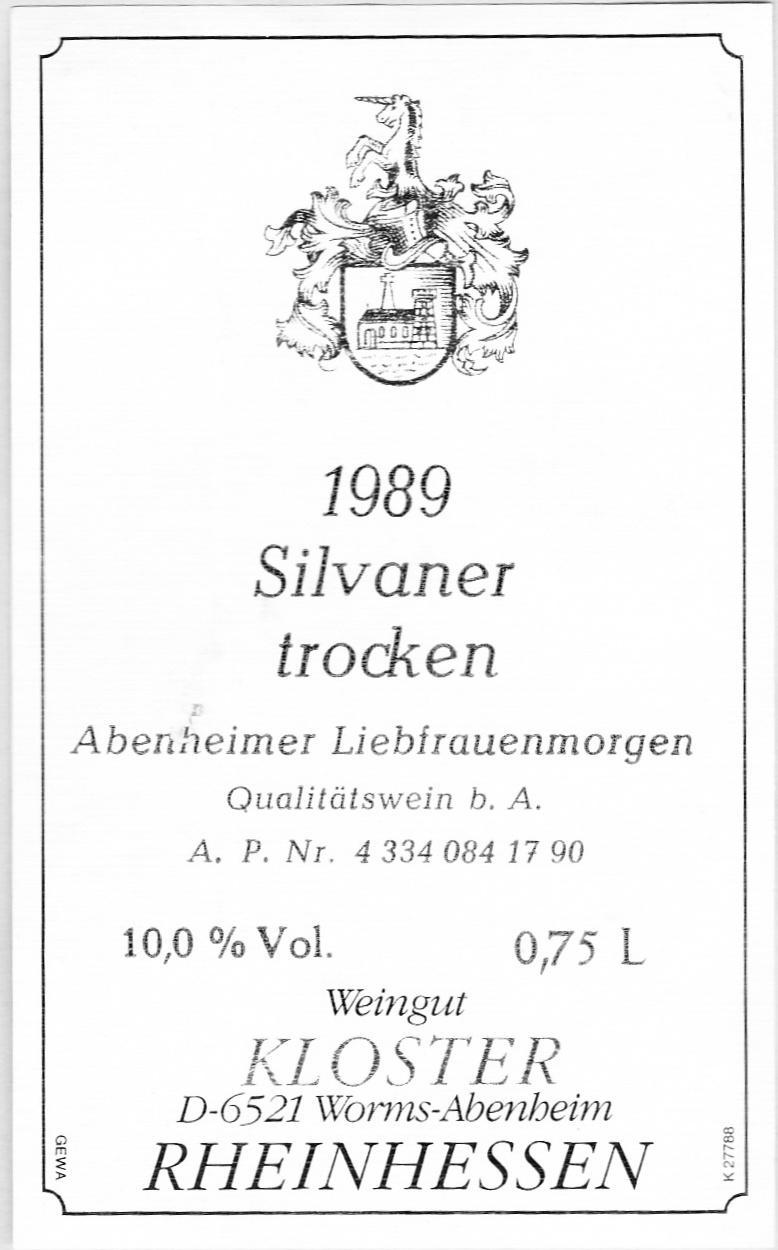 1989
Silvaner
trocken
Abenheimer Liebfrauenmorgen
Qualitätswein b. A.
A. P. Nr. 4 334 084 17 90
10,0 % Vol.
0,75 L
Weingut
KLOSTER
D-6521 Worms-Abenheim
RHEINHESSEN
GEWA
K 27788